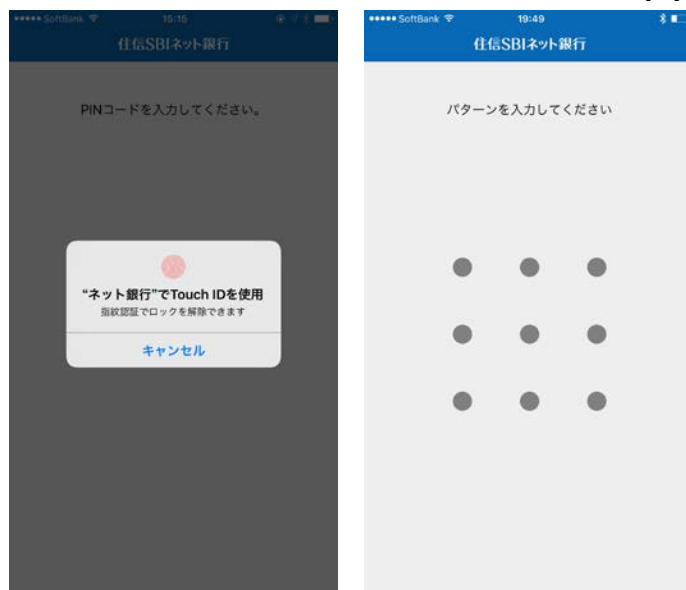 SoftBank 15:15
住信SBIネット銀行
PINコードを入力してください。
“ネット銀行”でTouch IDを使用
指紋認証でロックを解除できます
キャンセル
SoftBank 19:49
住信SBIネット銀行
パターンを入力してください